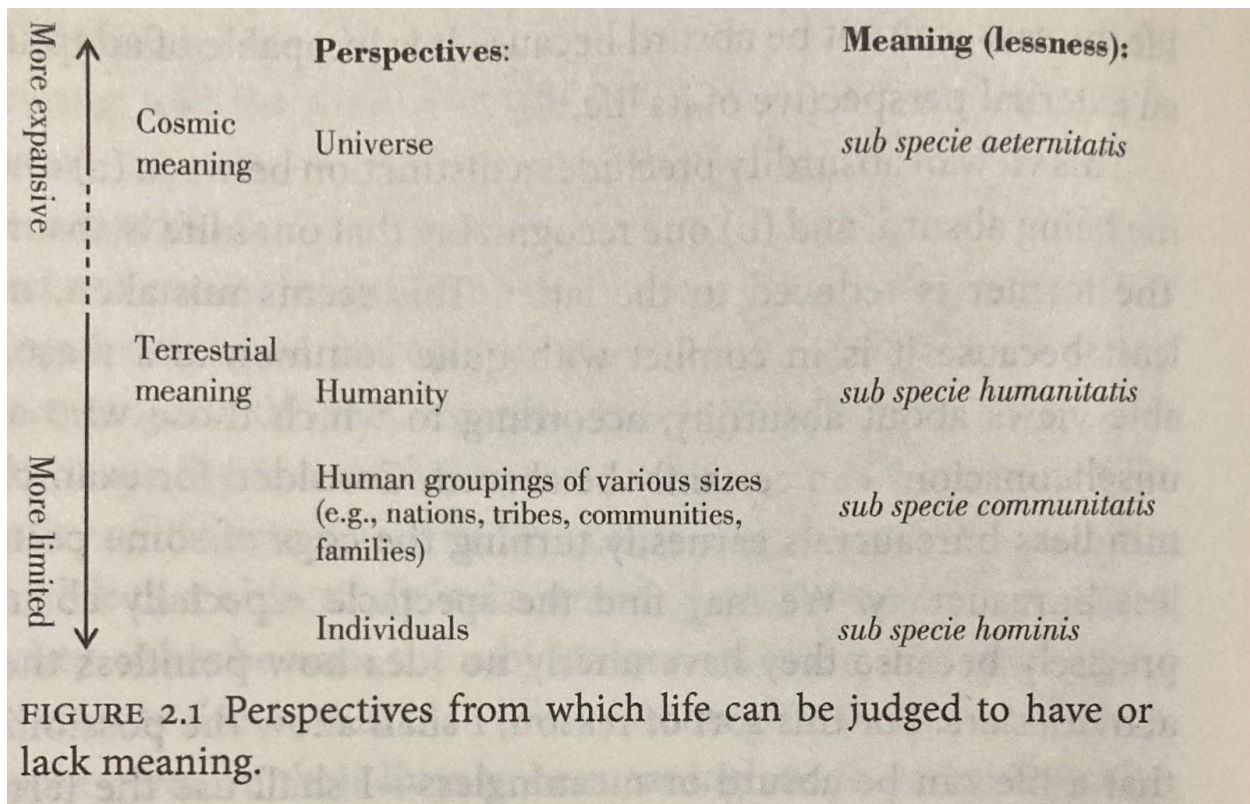 More expansive
Perspectives:
Meaning (lessness):
Cosmic
meaning
Universe
sub specie aeternitatis
Terrestrial
meaning
Humanity
sub specie humanitatis
More limited
Human groupings of various sizes
(e.g., nations, tribes, communities,
families)
sub specie communitatis
Individuals
sub specie hominis
FIGURE 2.1 Perspectives from which life can be judged to have or
lack meaning.